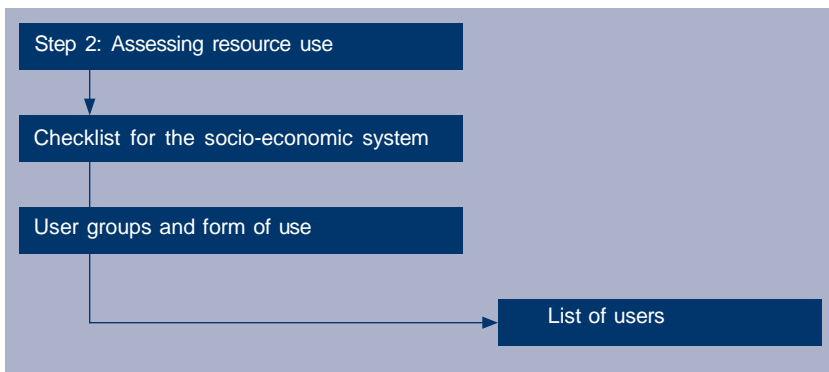 Step 2: Assessing resource use
Checklist for the socio-economic system
User groups and form of use
List of users